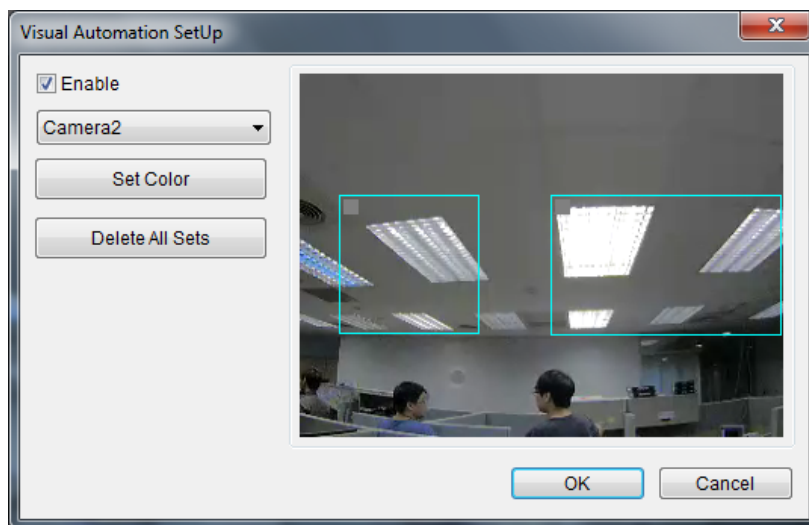 Visual Automation SetUp
Enable
Camera2
Set Color
Delete All Sets
OK
Cancel